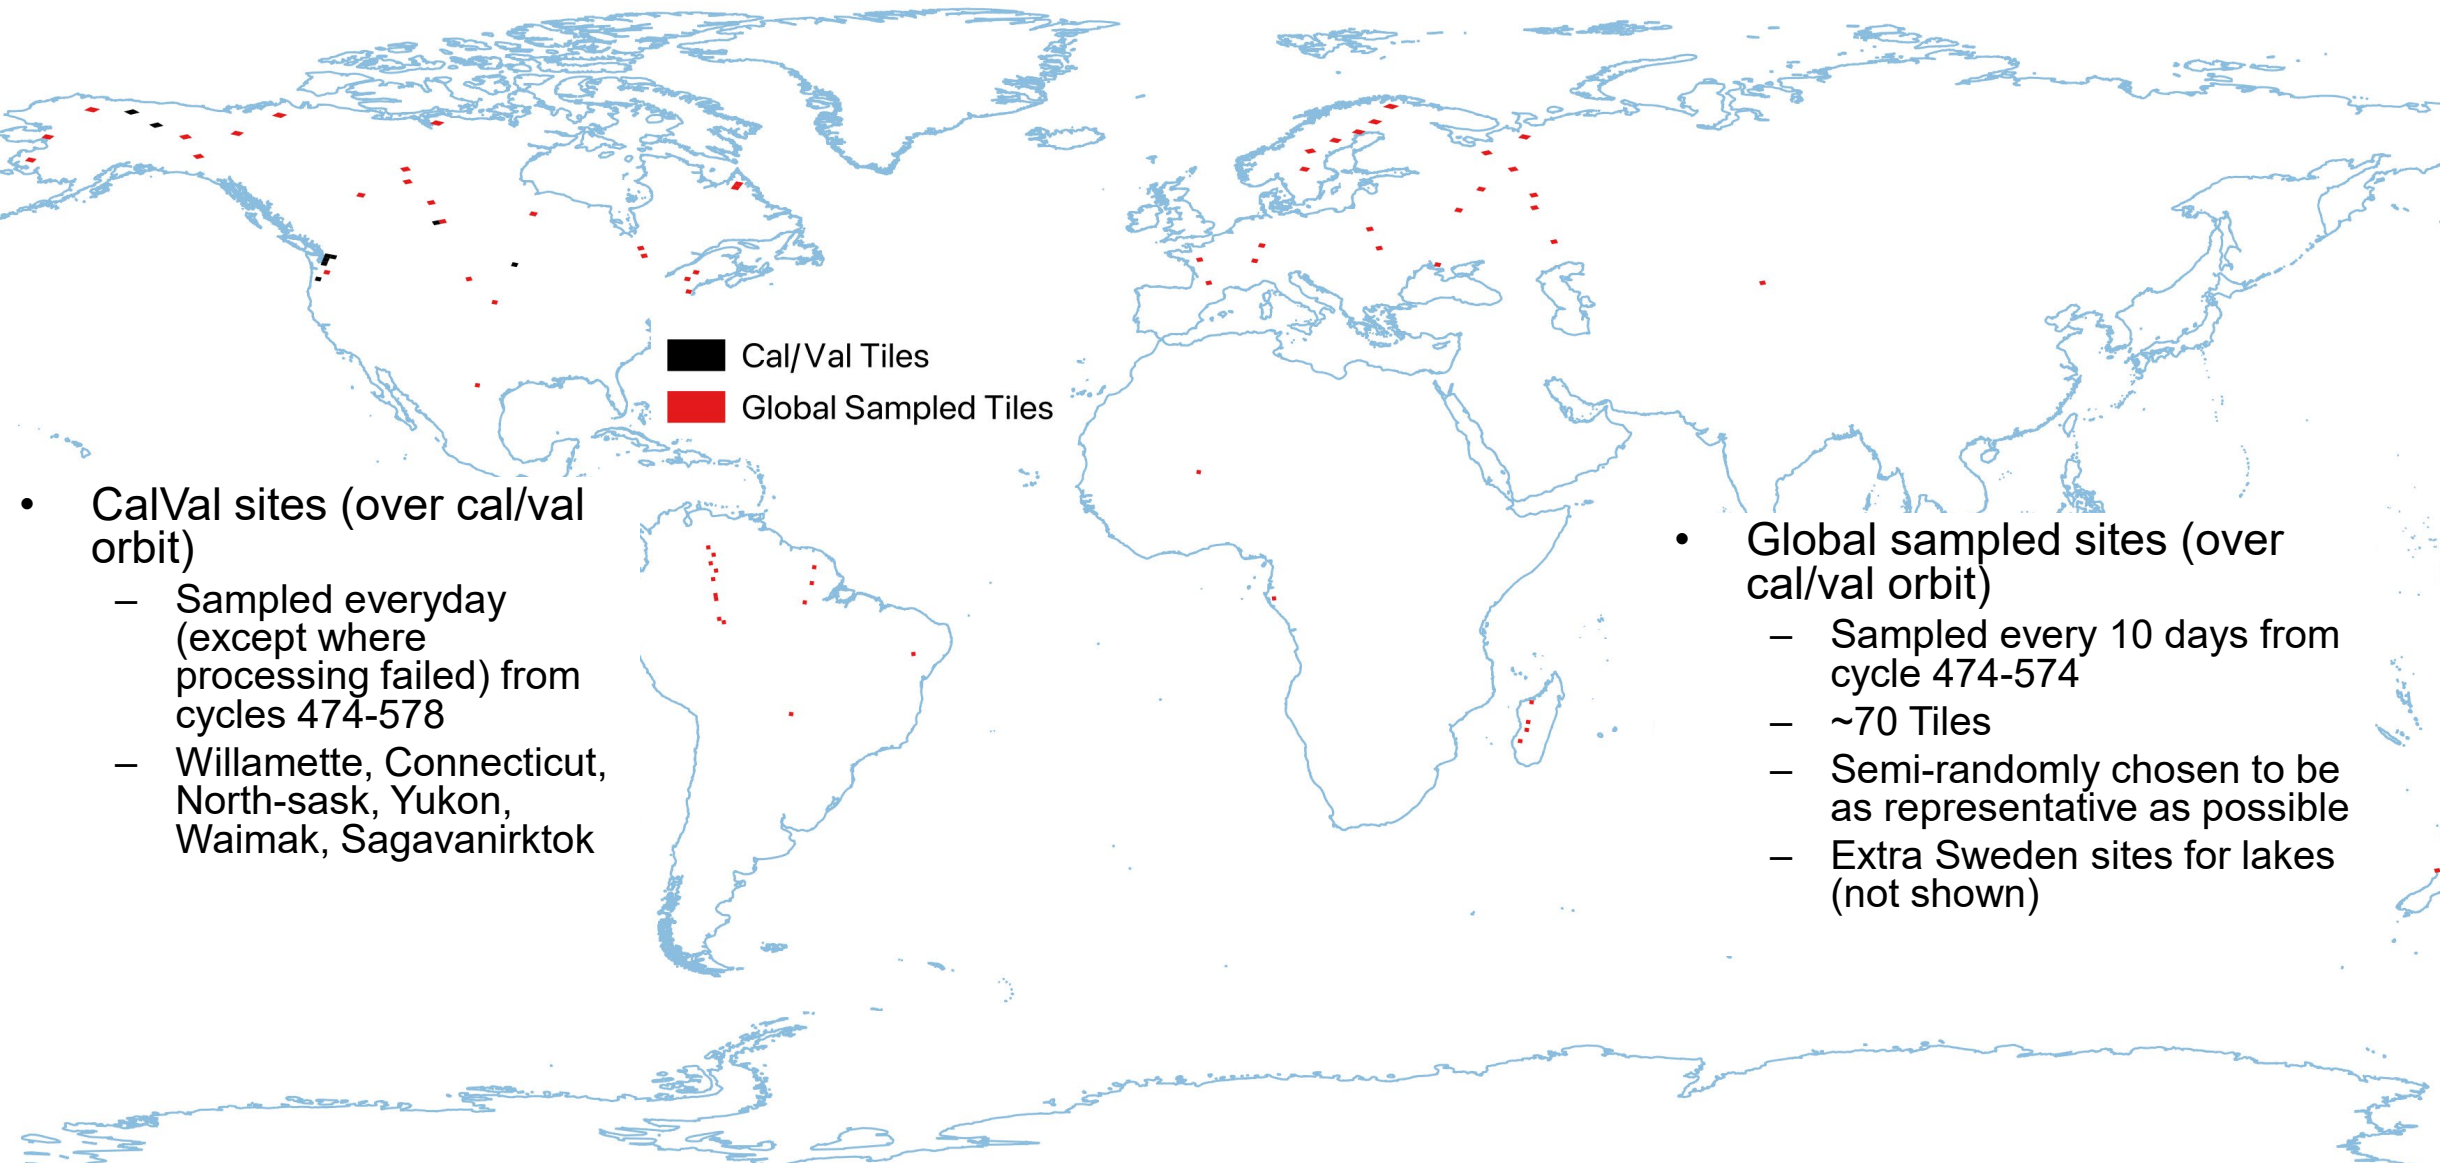 Cal/Val Tiles
Global Sampled Tiles
• CalVal sites (over cal/val
orbit)
– Sampled everyday
(except where
processing failed) from
cycles 474-578
– Willamette, Connecticut,
North-sask, Yukon,
Waimak, Sagavanirktok
• Global sampled sites (over
cal/val orbit)
– Sampled every 10 days from
cycle 474-574
– ~70 Tiles
– Semi-randomly chosen to be
as representative as possible
– Extra Sweden sites for lakes
(not shown)